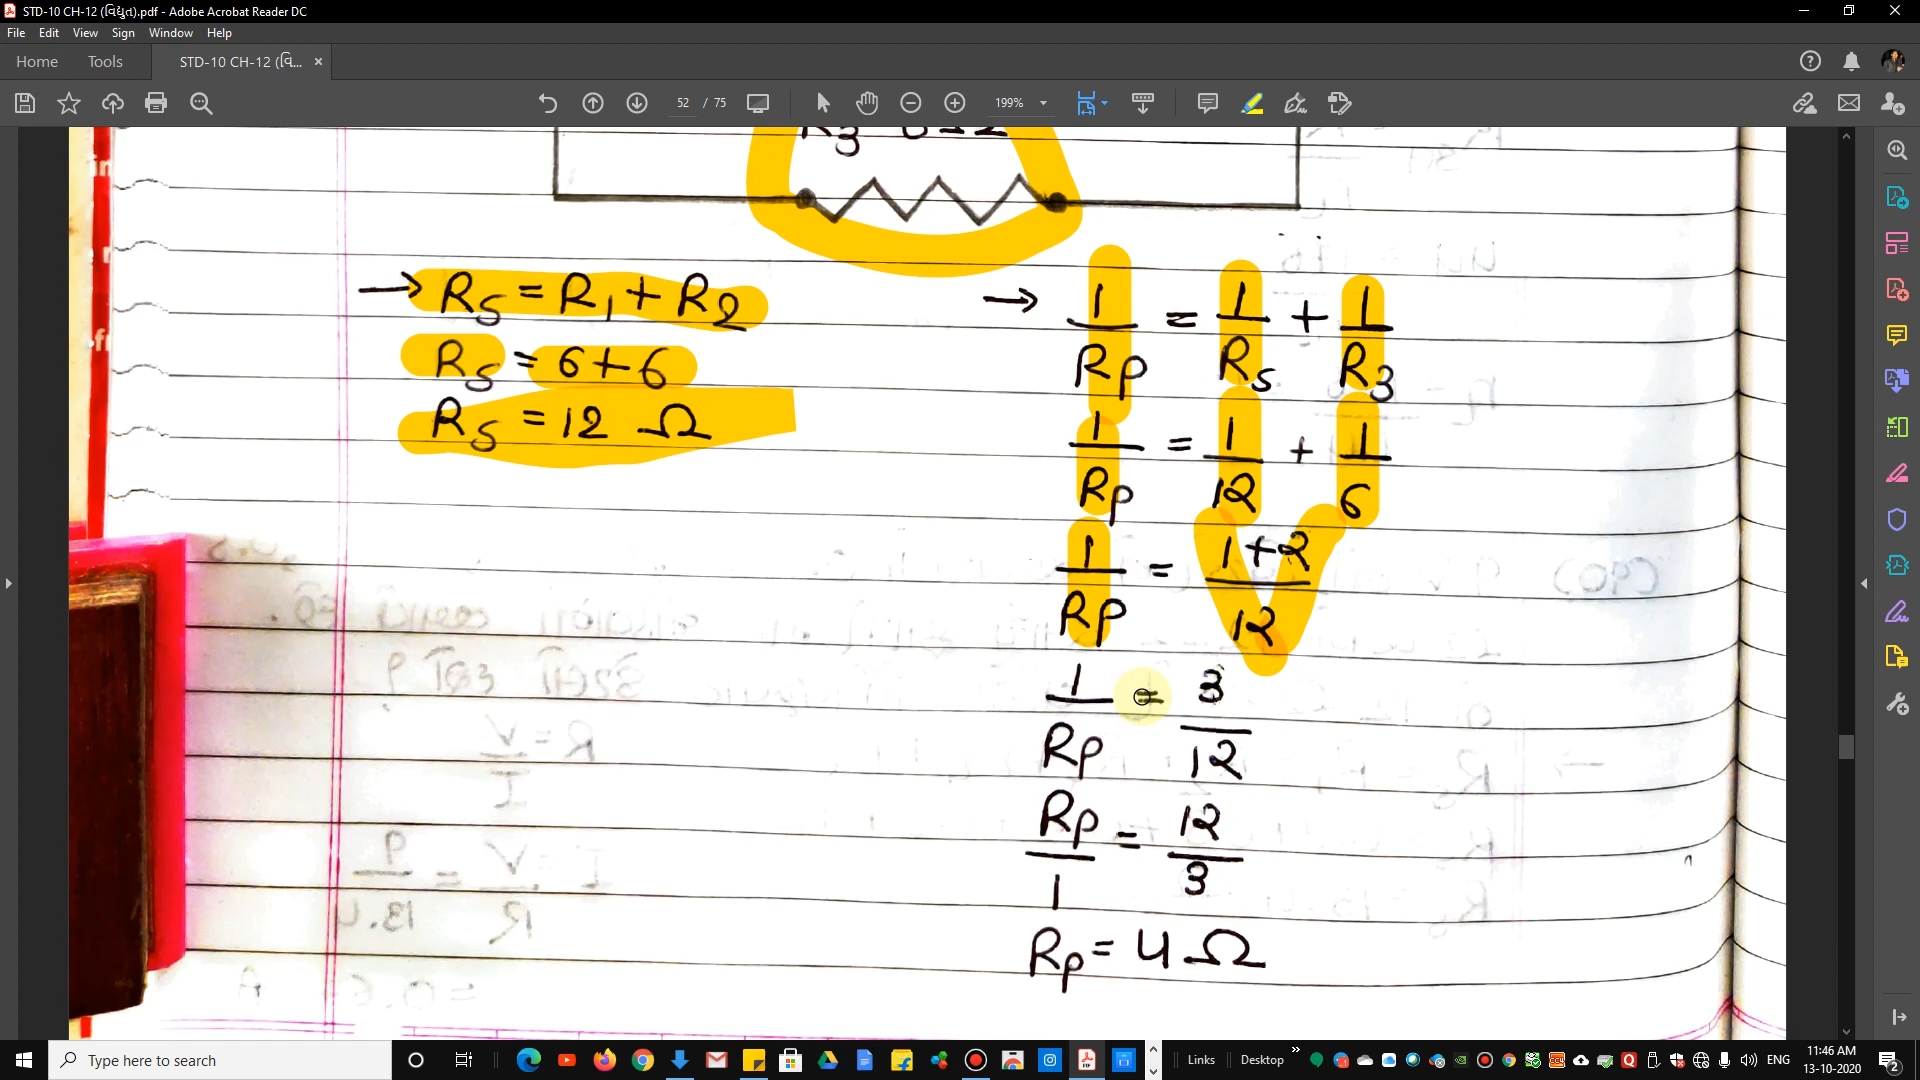 STD-10 CH-12 (વિદ્યુત).pdf - Adobe Acrobat Reader DC
File Edit View Sign Window Help
Home Tools STD-10 CH-12 (વિ... ×
52 / 75 199%
→ Rs = R1 + R2
Rs = 6+6
Rs = 12 Ω
→ 1/Rp = 1/Rs + 1/R3
1/Rp = 1/12 + 1/6
1/Rp = 1+2/12
1/Rp = 3/12
Rp/1 = 12/3
Rp = 4 Ω
Type here to search
Links Desktop » ENG 11:46 AM
13-10-2020 2